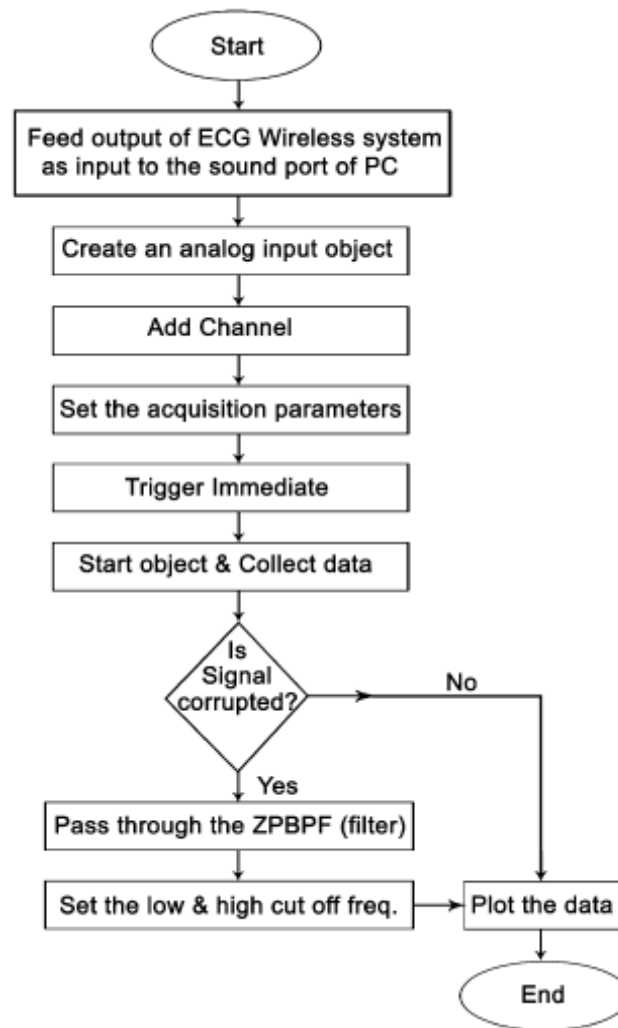 Start
Feed output of ECG Wireless system
as input to the sound port of PC
Create an analog input object
Add Channel
Set the acquisition parameters
Trigger Immediate
Start object & Collect data
Is
Signal
corrupted?
No
Yes
Pass through the ZPBPF (filter)
Set the low & high cut off freq.
Plot the data
End